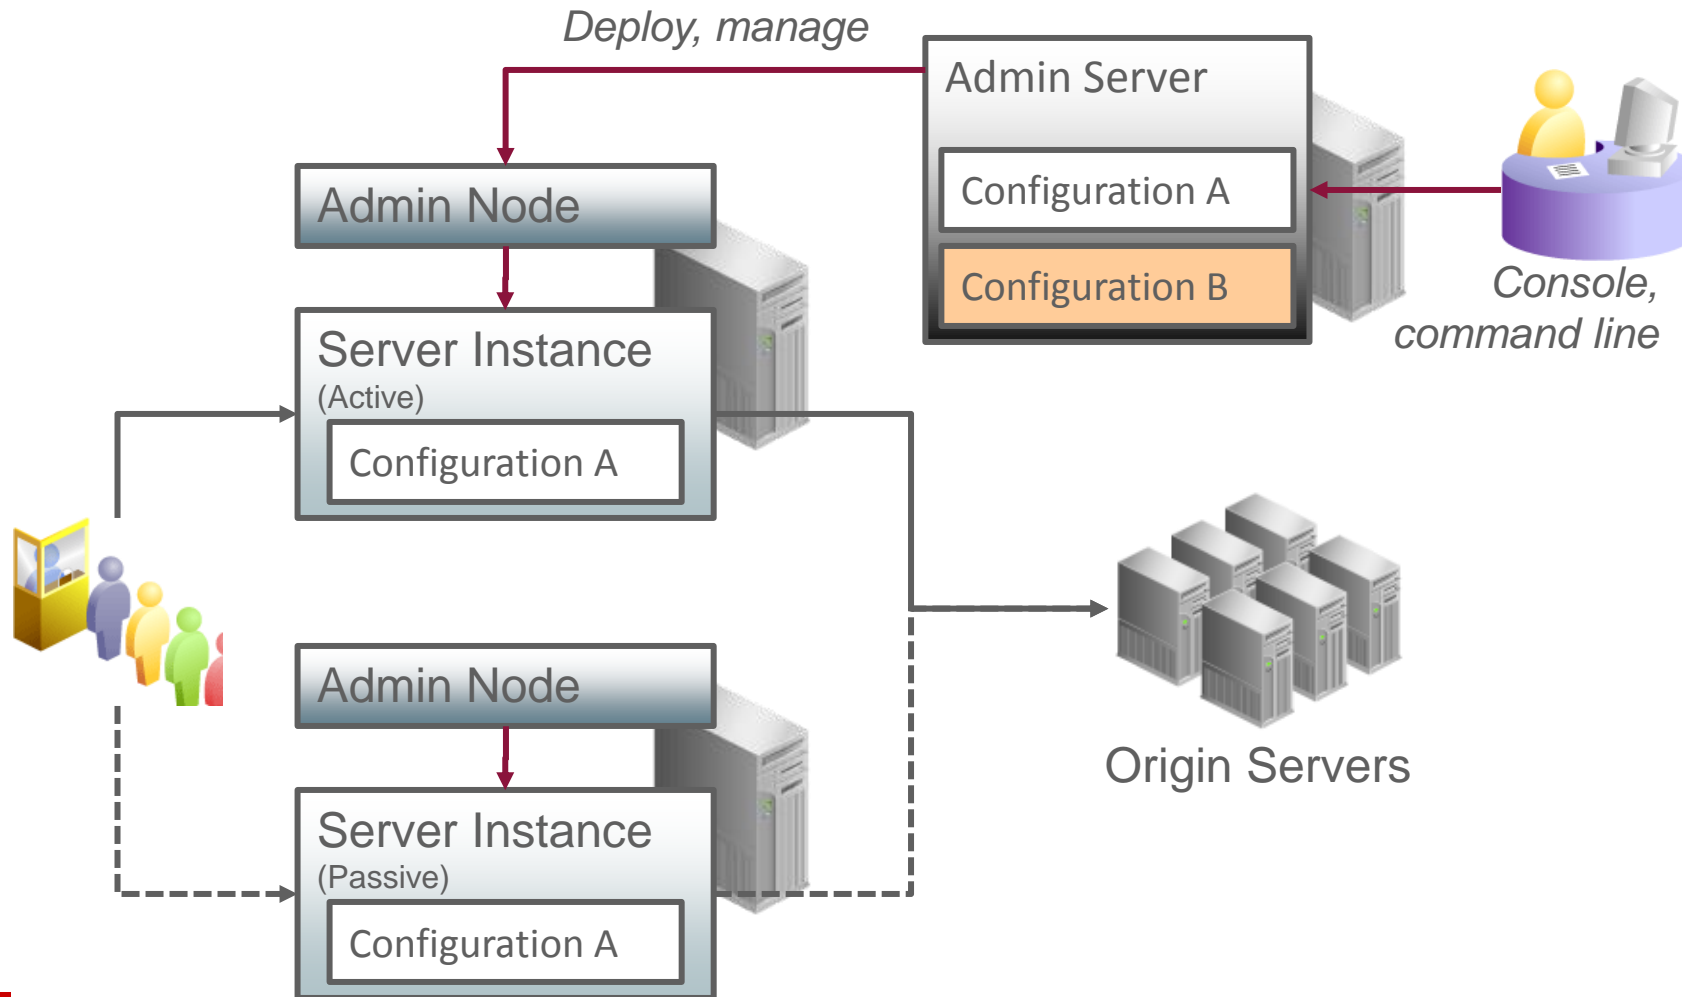 Deploy, manage
Admin Server
Configuration A
Configuration B
Console,
command line
Admin Node
Server Instance
(Active)
Configuration A
Admin Node
Server Instance
(Passive)
Configuration A
Origin Servers